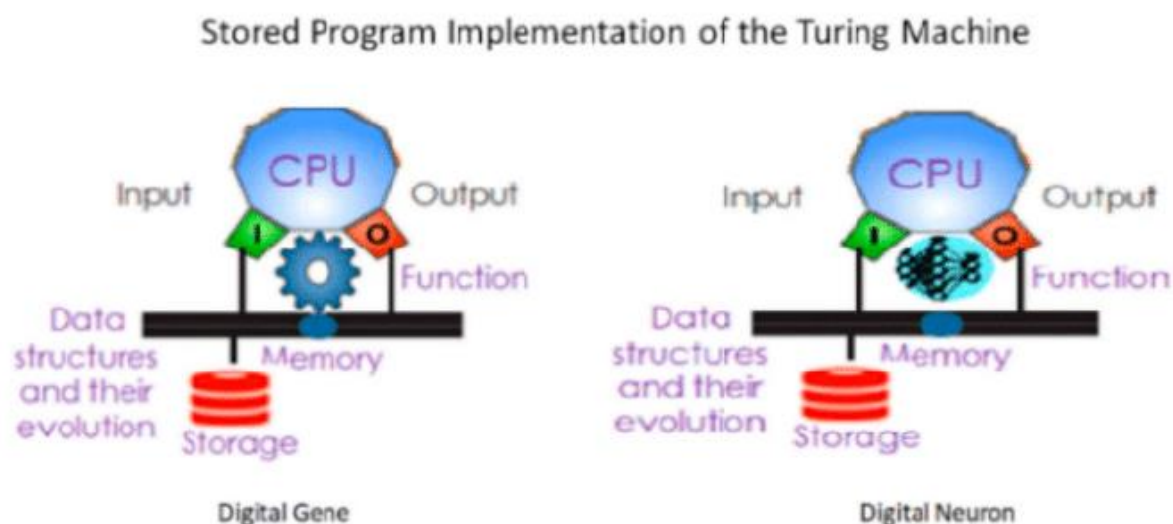 Stored Program Implementation of the Turing Machine
CPU
Input
Output
I
O
Function
Data
structures
and their
evolution
Memory
Storage
Digital Gene
CPU
Input
Output
I
O
Function
Data
structures
and their
evolution
Memory
Storage
Digital Neuron